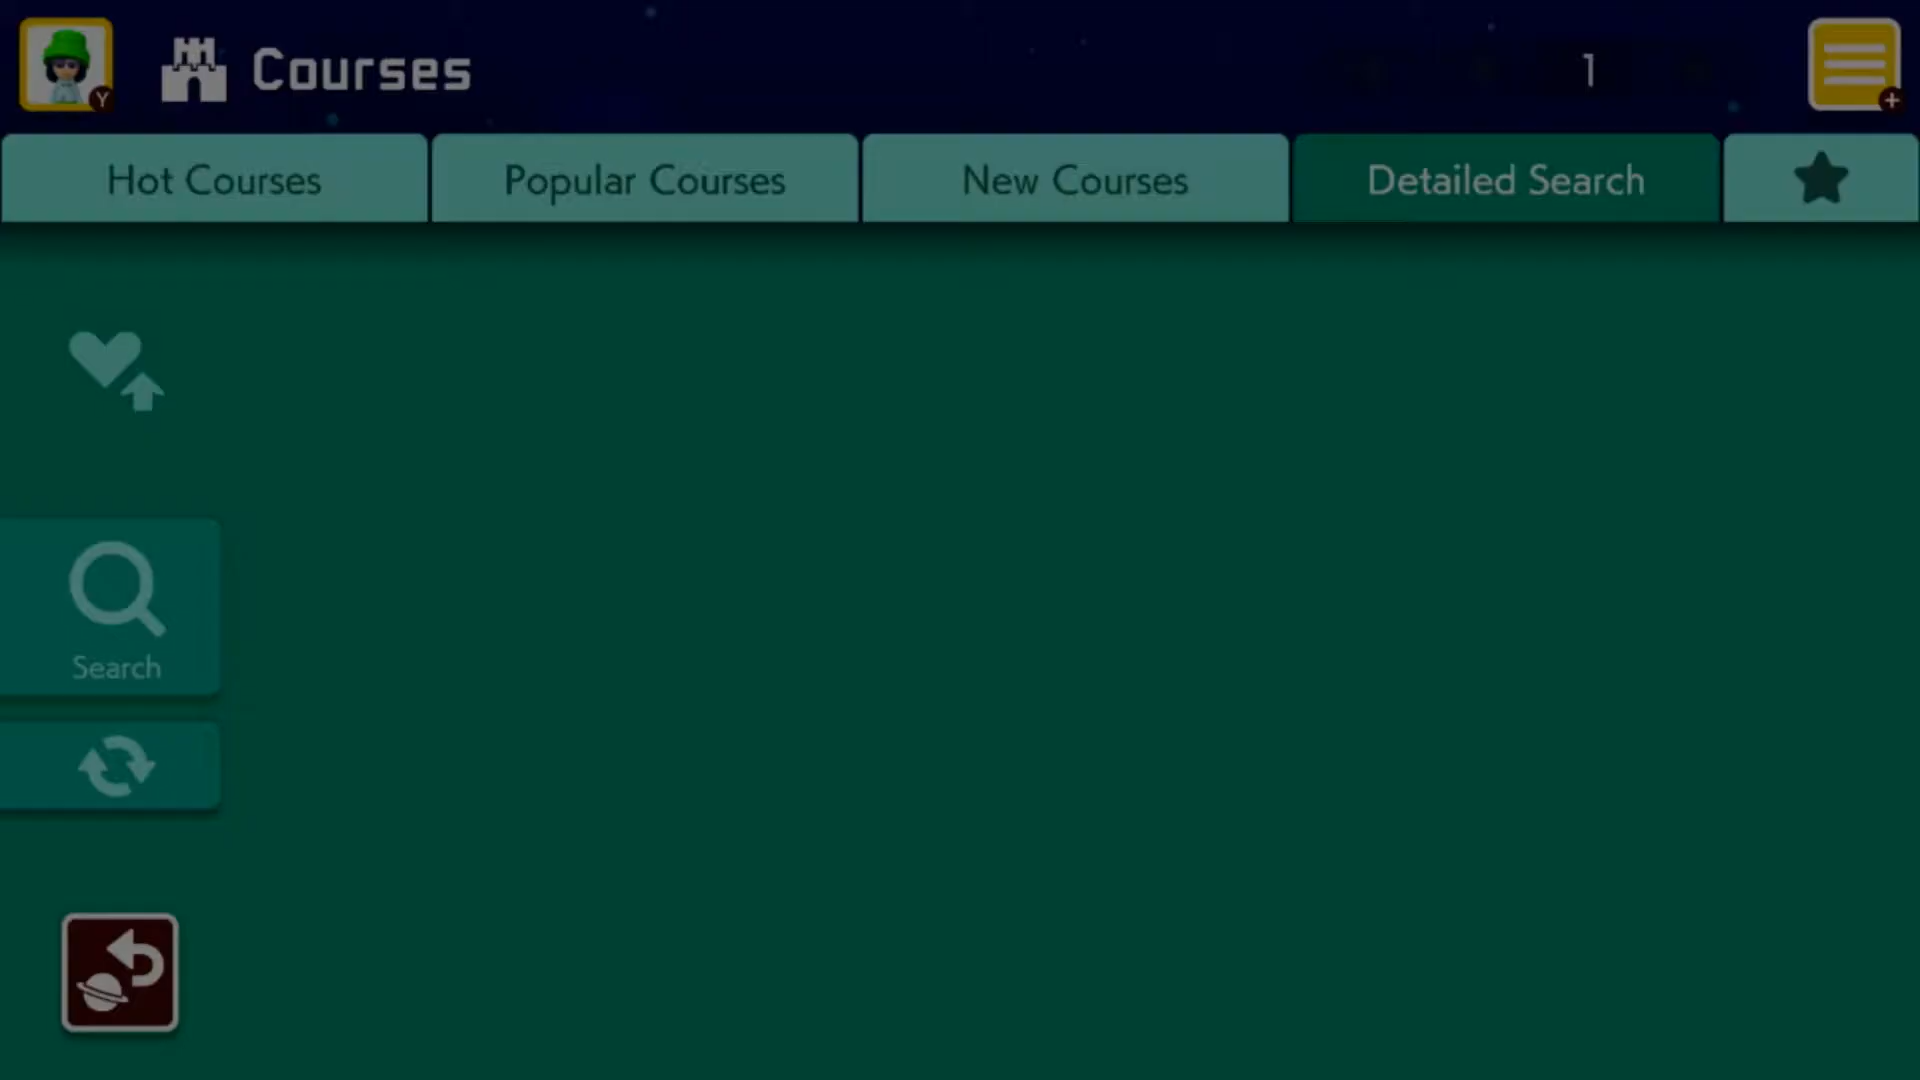 Y
Courses
1
+
Hot Courses
Popular Courses
New Courses
Detailed Search
Search